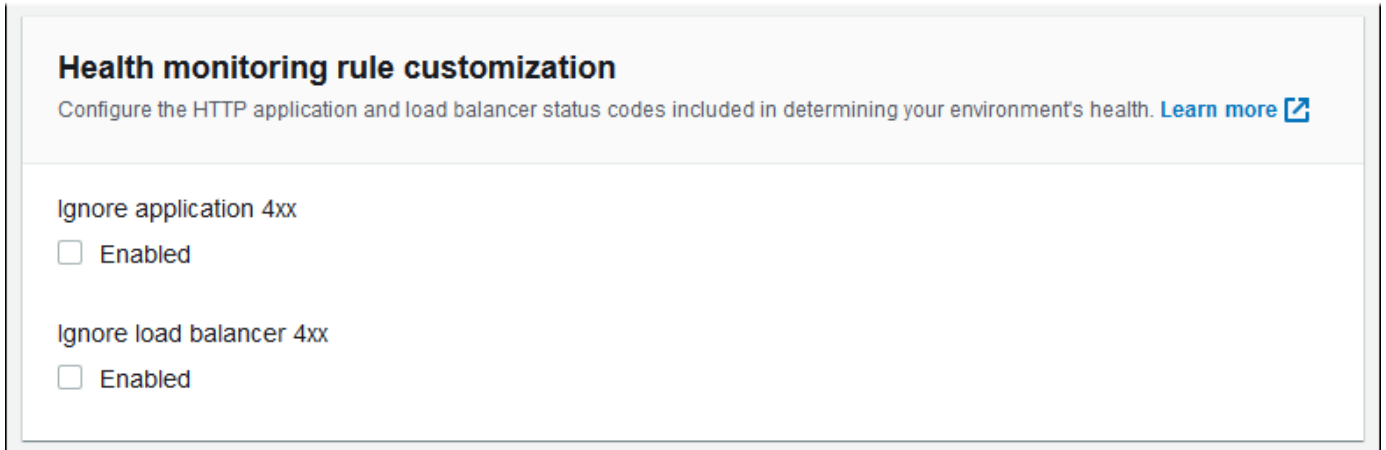 Health monitoring rule customization
Configure the HTTP application and load balancer status codes included in determining your environment's health. Learn more
Ignore application 4xx
Enabled
Ignore load balancer 4xx
Enabled